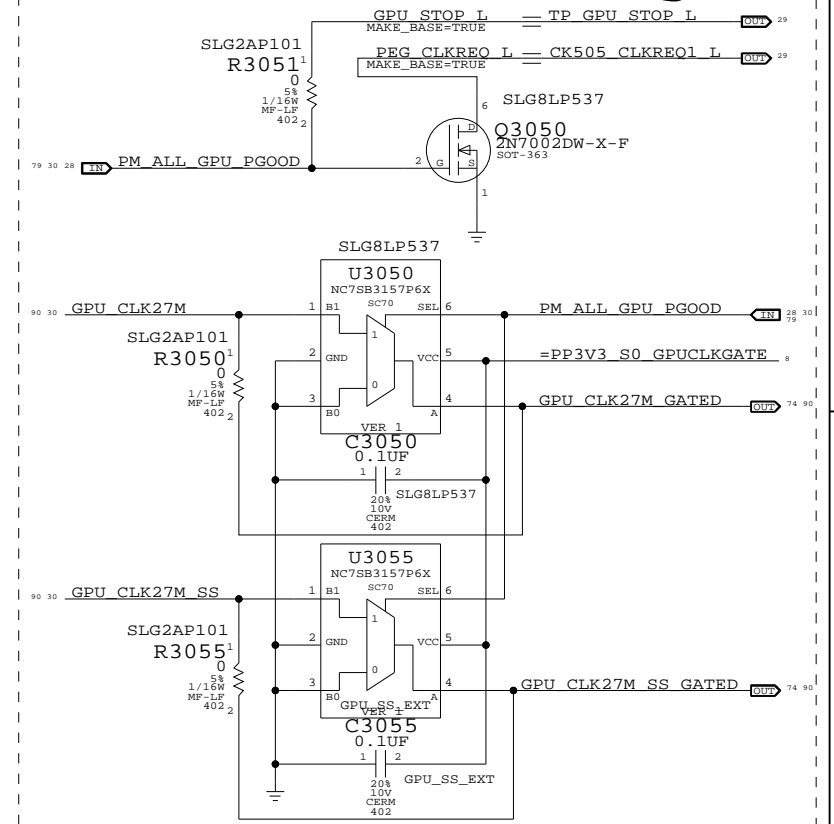 GPU_STOP_L TP_GPU_STOP_L OUT 29
MAKE_BASE=TRUE
SLG2AP101
R3051 1
PEG_CLKREQ_L CK505_CLKREQ1_L OUT 29
MAKE_BASE=TRUE
0
5%
1/16W
MF-LF
402 2
6 SLG8LP537
D Q3050
2N7002DW-X-F
SOT-363
79 30 28 IN PM_ALL_GPU_PGOOD 2 G S
1
SLG8LP537
U3050
NC7SB3157P6X
SC70
90 30 GPU_CLK27M 1 B1 SEL 6 PM_ALL_GPU_PGOOD IN 28 30
79
1
SLG2AP101
R3050 1
2 GND VCC 5 =PP3V3_S0_GPUCLKGATE 8
0
5%
1/16W
MF-LF
402 2
0
3 B0 A 4 GPU_CLK27M_GATED OUT 74 90
VER 1
C3050
0.1UF
1 2
SLG8LP537
20%
10V
CERM
402
U3055
NC7SB3157P6X
SC70
90 30 GPU_CLK27M_SS 1 B1 SEL 6
1
SLG2AP101
R3055 1
2 GND VCC 5
0
5%
1/16W
MF-LF
402 2
0
3 B0 A 4 GPU_CLK27M_SS_GATED OUT 74 90
GPU_SS_EXT
VER 1
C3055
0.1UF
1 2
GPU_SS_EXT
20%
10V
CERM
402